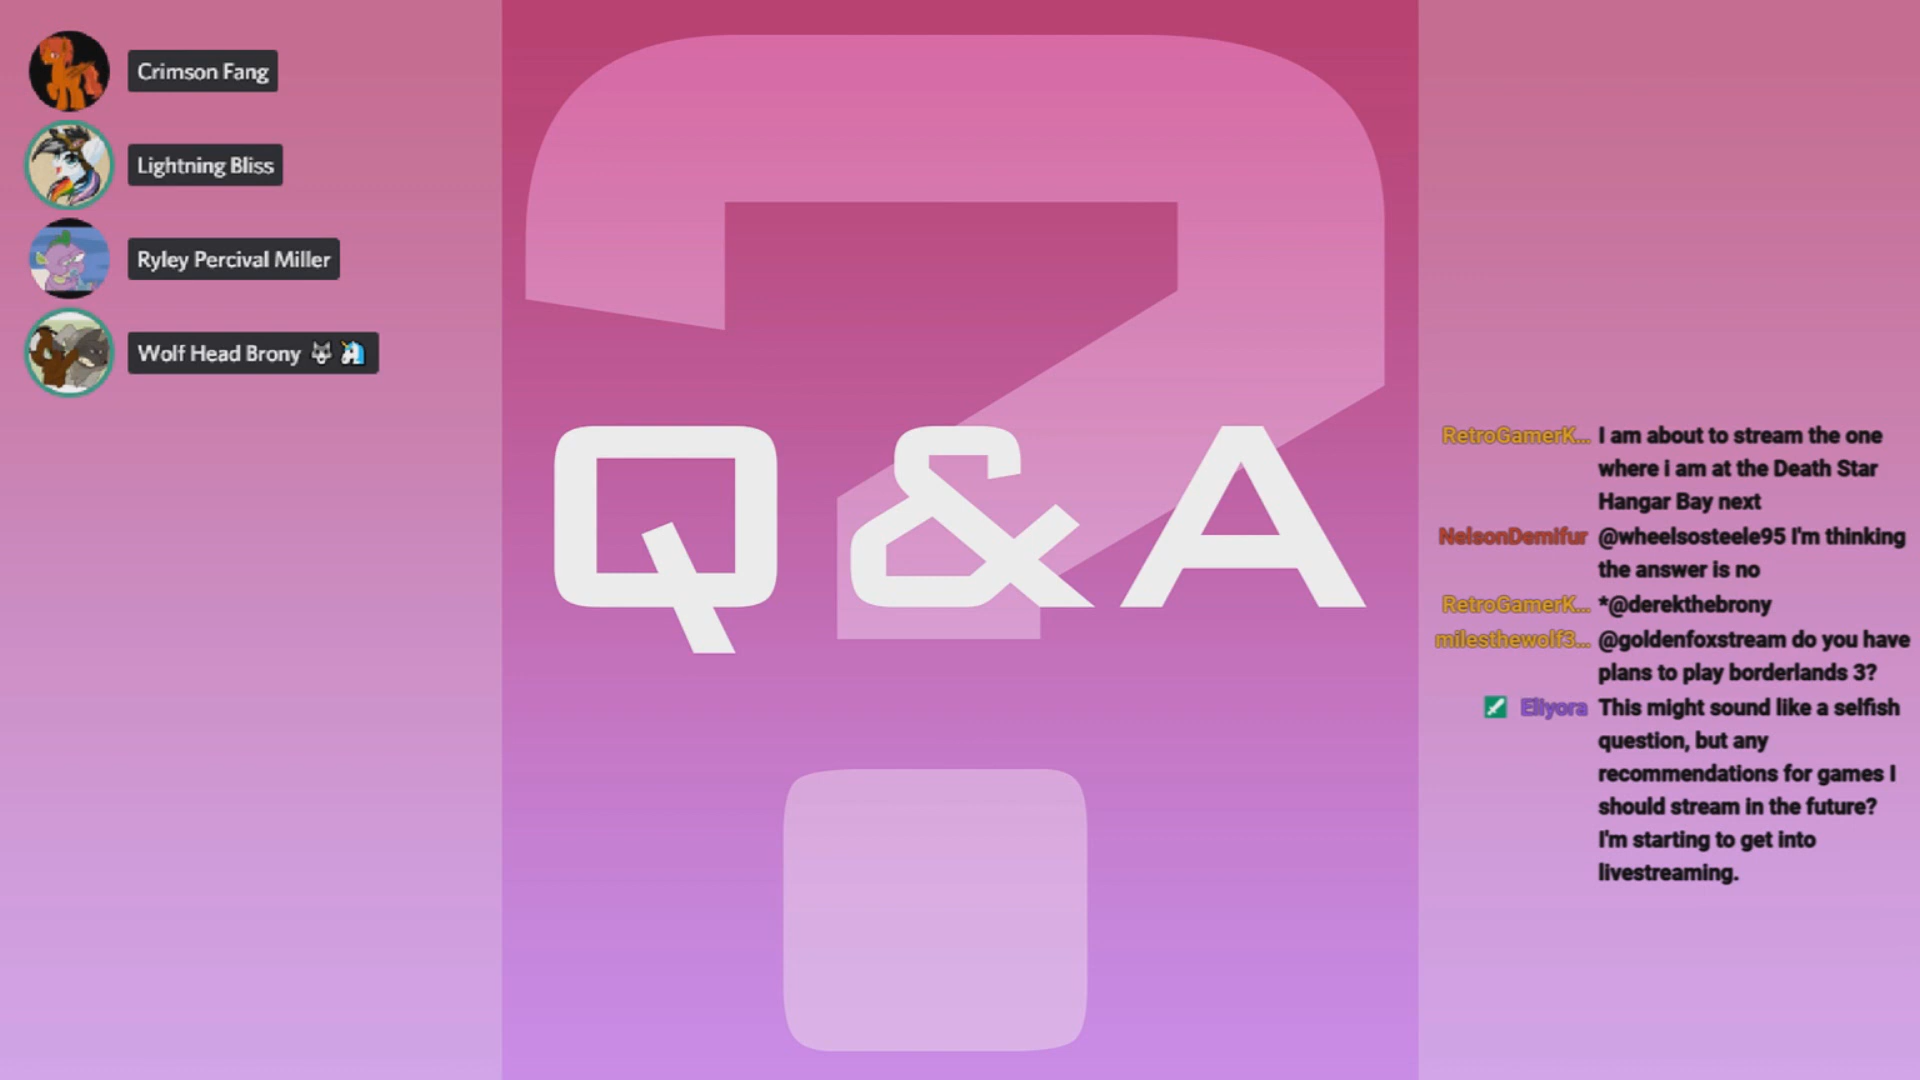 Crimson Fang
Lightning Bliss
Ryley Percival Miller
Wolf Head Brony 🐺 🦄
?
Q & A
RetroGamerK... I am about to stream the one
where i am at the Death Star
Hangar Bay next
NelsonDemifur @wheelsosteele95 I'm thinking
the answer is no
RetroGamerK... *@derekthebrony
milesthewolf3... @goldenfoxstream do you have
plans to play borderlands 3?
Ellyora This might sound like a selfish
question, but any
recommendations for games I
should stream in the future?
I'm starting to get into
livestreaming.